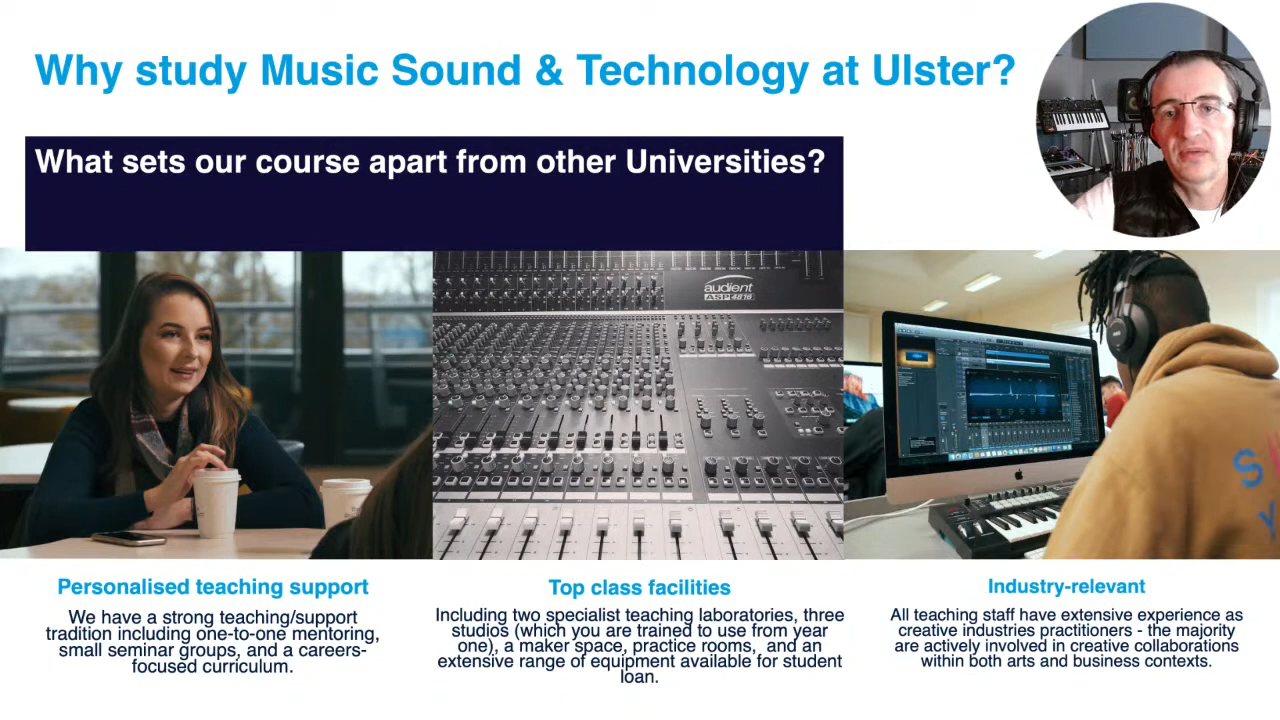 Why study Music Sound & Technology at Ulster?
What sets our course apart from other Universities?
audient
ASP 4816
S
Y
Personalised teaching support
We have a strong teaching/support
tradition including one-to-one mentoring,
small seminar groups, and a careers-
focused curriculum.
Top class facilities
Including two specialist teaching laboratories, three
studios (which you are trained to use from year
one), a maker space, practice rooms, and an
extensive range of equipment available for student
loan.
Industry-relevant
All teaching staff have extensive experience as
creative industries practitioners - the majority
are actively involved in creative collaborations
within both arts and business contexts.